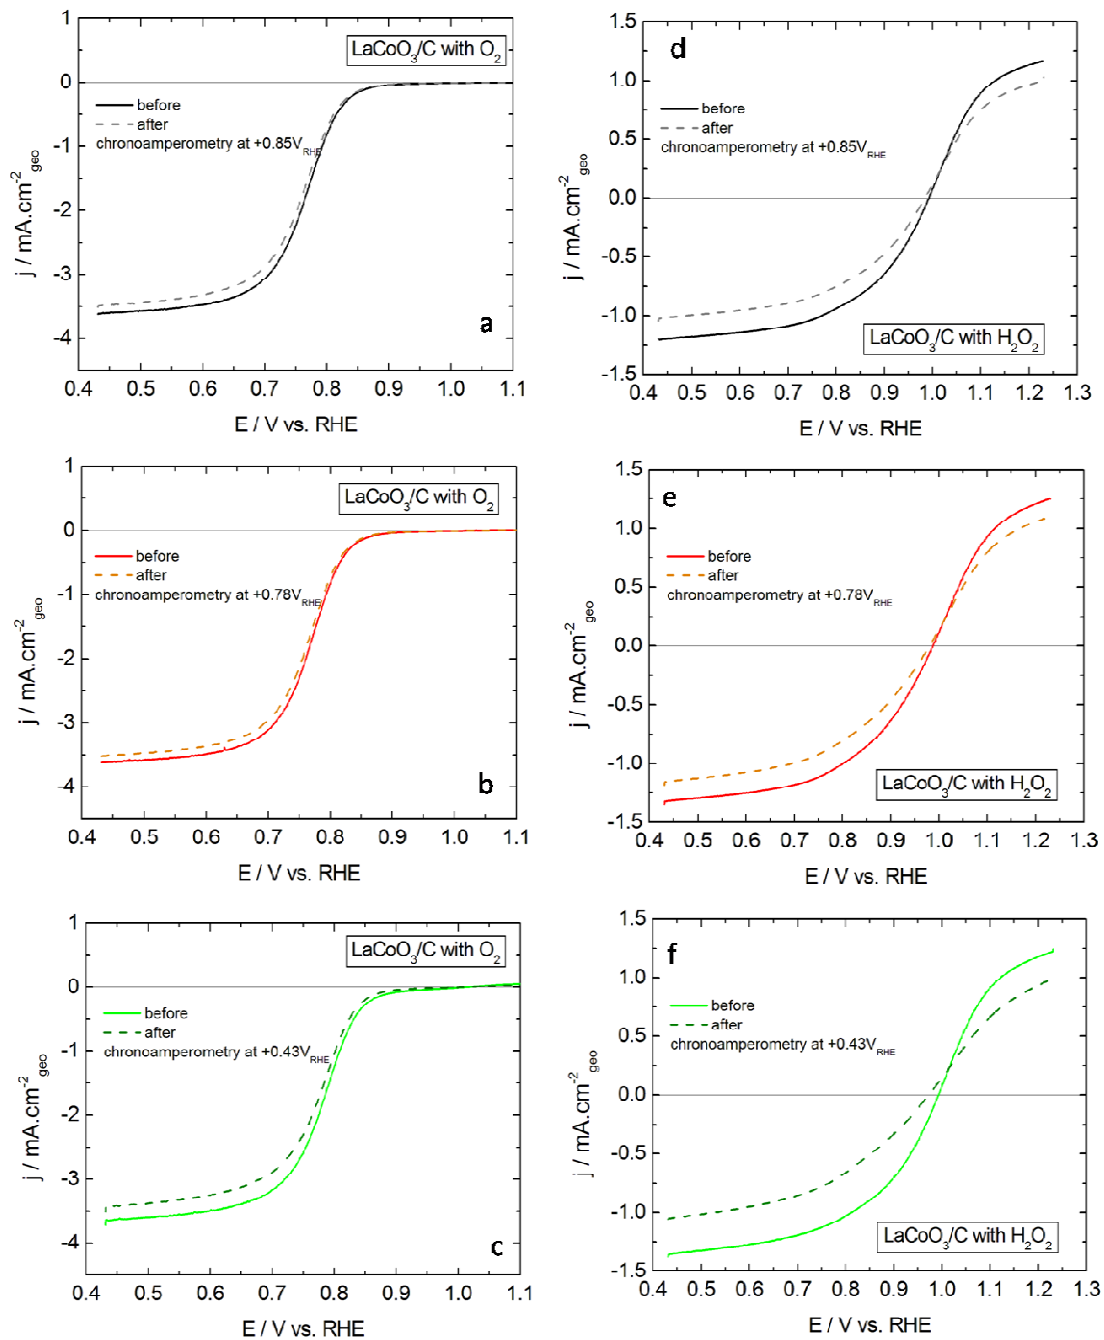 LaCoO3/C with O2
before
after
chronoamperometry at +0.85VRHE
a
1
0
-1
-2
-3
-4
j / mA.cm-2geo
0.4 0.5 0.6 0.7 0.8 0.9 1.0 1.1
E / V vs. RHE
d
before
after
chronoamperometry at +0.85VRHE
LaCoO3/C with H2O2
1.5
1.0
0.5
0.0
-0.5
-1.0
-1.5
j / mA.cm-2geo
0.4 0.5 0.6 0.7 0.8 0.9 1.0 1.1 1.2 1.3
E / V vs. RHE
LaCoO3/C with O2
before
after
chronoamperometry at +0.78VRHE
b
1
0
-1
-2
-3
-4
j / mA.cm-2geo
0.4 0.5 0.6 0.7 0.8 0.9 1.0 1.1
E / V vs. RHE
e
before
after
chronoamperometry at +0.78VRHE
LaCoO3/C with H2O2
1.5
1.0
0.5
0.0
-0.5
-1.0
-1.5
j / mA.cm-2geo
0.4 0.5 0.6 0.7 0.8 0.9 1.0 1.1 1.2 1.3
E / V vs. RHE
LaCoO3/C with O2
before
after
chronoamperometry at +0.43VRHE
c
1
0
-1
-2
-3
-4
j / mA.cm-2geo
0.4 0.5 0.6 0.7 0.8 0.9 1.0 1.1
E / V vs. RHE
f
before
after
chronoamperometry at +0.43VRHE
LaCoO3/C with H2O2
1.5
1.0
0.5
0.0
-0.5
-1.0
-1.5
j / mA.cm-2geo
0.4 0.5 0.6 0.7 0.8 0.9 1.0 1.1 1.2 1.3
E / V vs. RHE